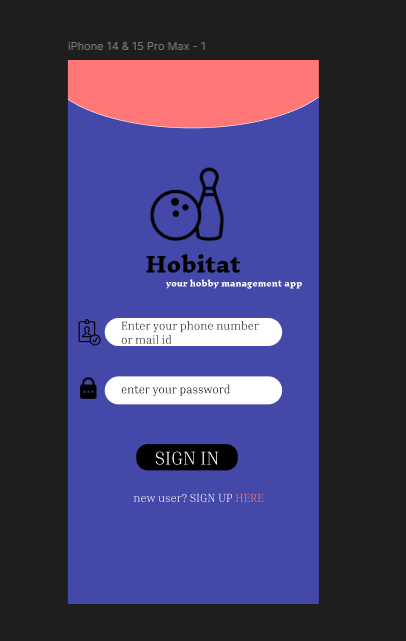 iPhone 14 & 15 Pro Max - 1
Hobitat
your hobby management app
Enter your phone number
or mail id
enter your password
SIGN IN
new user? SIGN UP HERE